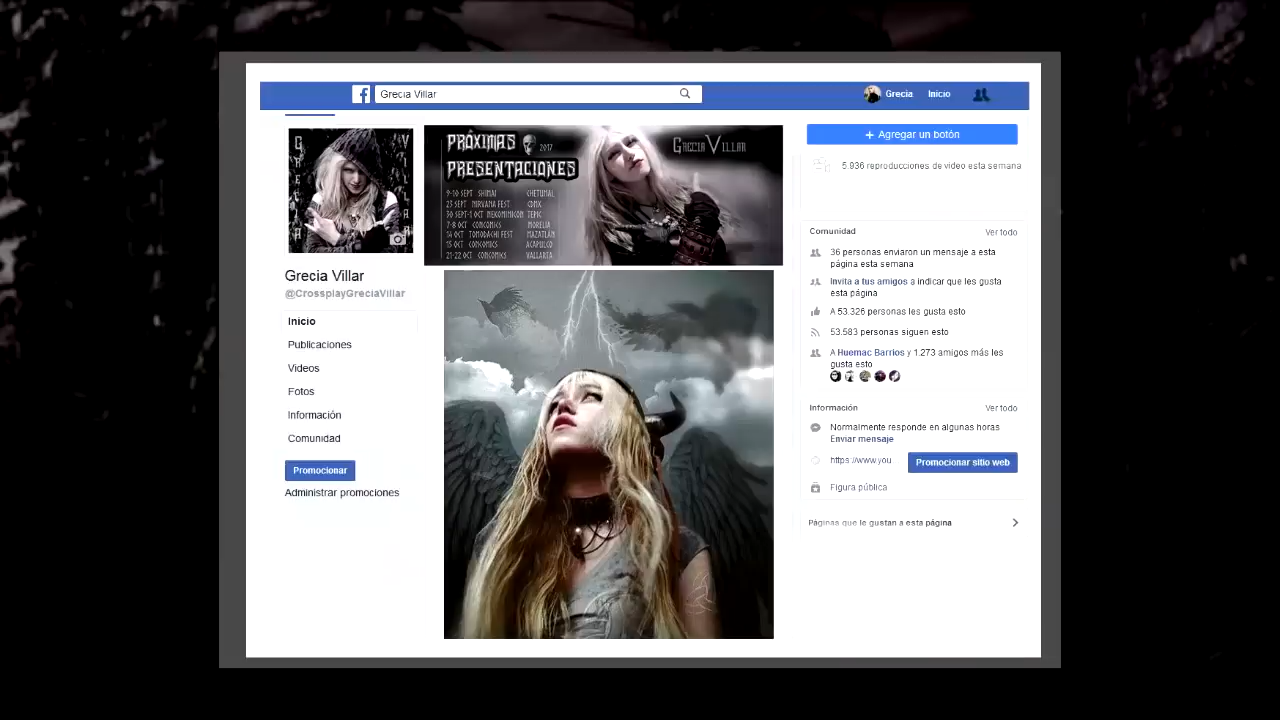 Grecia Villar
Grecia
Inicio
PRÓXIMAS
2017
PRESENTACIONES
GRECIA VILLAR
9-10 SEPT SHIMAI CHETUMAL
23 SEPT NIRVANA FEST CDMX
30 SEPT-1 OCT MEKOMINICON TEPIC
7-8 OCT CONCOMICS MORELIA
14 OCT TOMODACHI FEST MAZATLÁN
15 OCT CONCOMICS ACAPULCO
21-22 OCT CONCOMICS VALLARTA
Grecia Villar
@CrossplayGreciaVillar
Inicio
Publicaciones
Videos
Fotos
Información
Comunidad
Promocionar
Administrar promociones
+ Agregar un botón
5.936 reproducciones de video esta semana
Comunidad
Ver todo
36 personas enviaron un mensaje a esta
página esta semana
Invita a tus amigos a indicar que les gusta
esta página
A 53.326 personas les gusta esto
53.583 personas siguen esto
A Huemac Barrios y 1.273 amigos más les
gusta esto
Información
Ver todo
Normalmente responde en algunas horas
Enviar mensaje
https://www.you
Promocionar sitio web
Figura pública
Páginas que le gustan a esta página